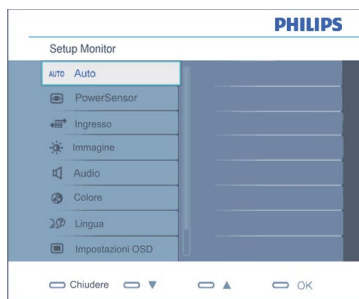 PHILIPS
Setup Monitor
AUTO Auto
PowerSensor
Ingresso
Immagine
Audio
Colore
Lingua
Impostazioni OSD
Chiudere ▼ ▲ OK